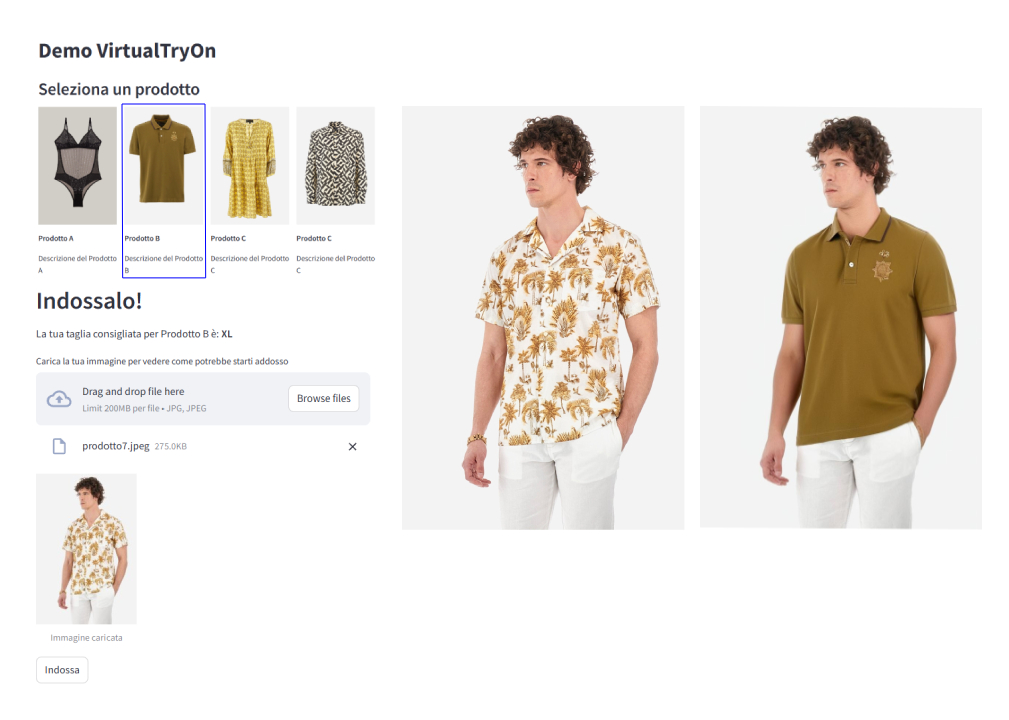 Demo VirtualTryOn
Seleziona un prodotto
Prodotto A
Descrizione del Prodotto
A
Prodotto B
Descrizione del Prodotto
B
Prodotto C
Descrizione del Prodotto
C
Prodotto C
Descrizione del Prodotto
C
Indossalo!
La tua taglia consigliata per Prodotto B è: XL
Carica la tua immagine per vedere come potrebbe starti addosso
Drag and drop file here
Limit 200MB per file • JPG, JPEG
Browse files
prodotto7.jpeg 275.0KB
Immagine caricata
Indossa